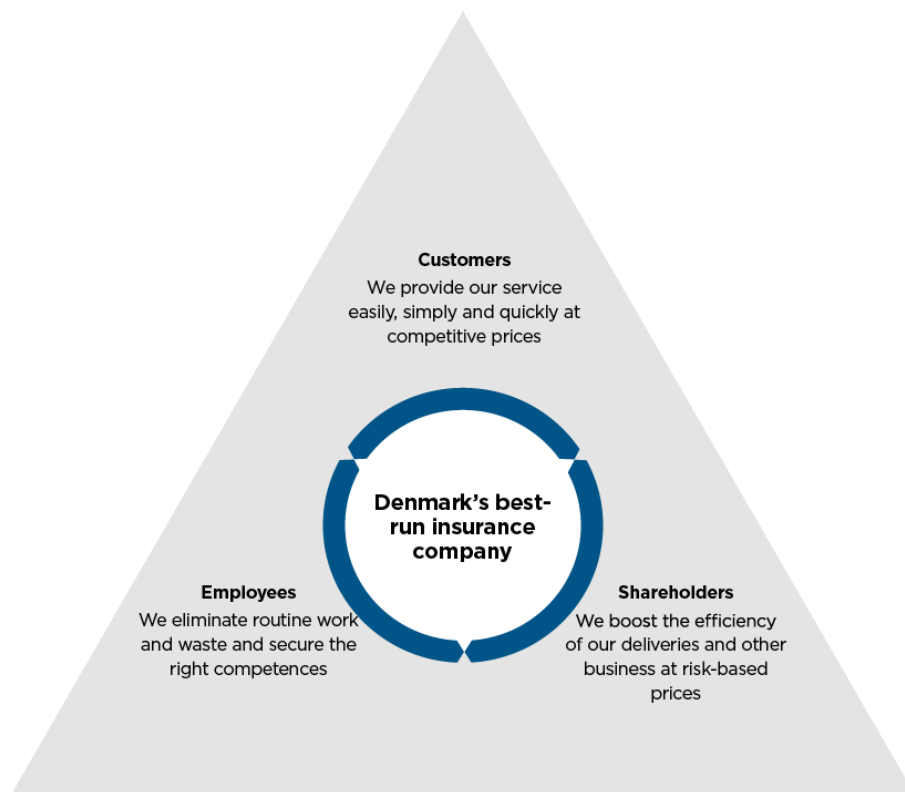 Customers
We provide our service
easily, simply and quickly at
competitive prices
Denmark’s best-
run insurance
company
Employees
We eliminate routine work
and waste and secure the
right competences
Shareholders
We boost the efficiency
of our deliveries and other
business at risk-based
prices